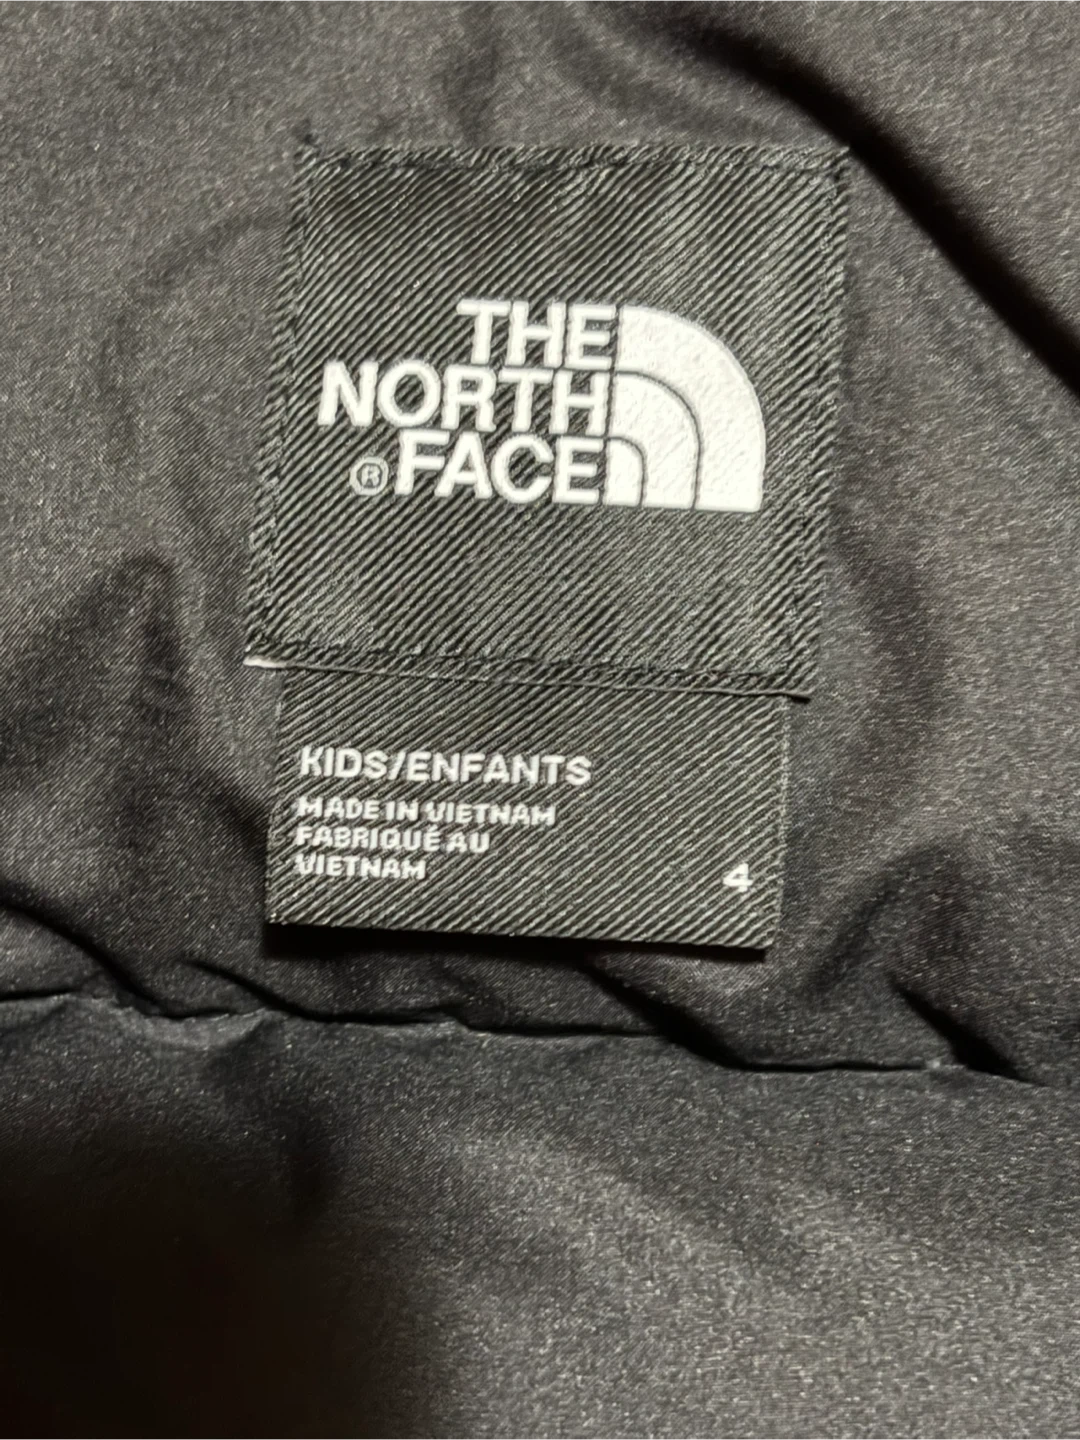 THE
NORTH
® FACE
KIDS/ENFANTS
MADE IN VIETNAM
FABRIQUÉ AU
VIETNAM
4